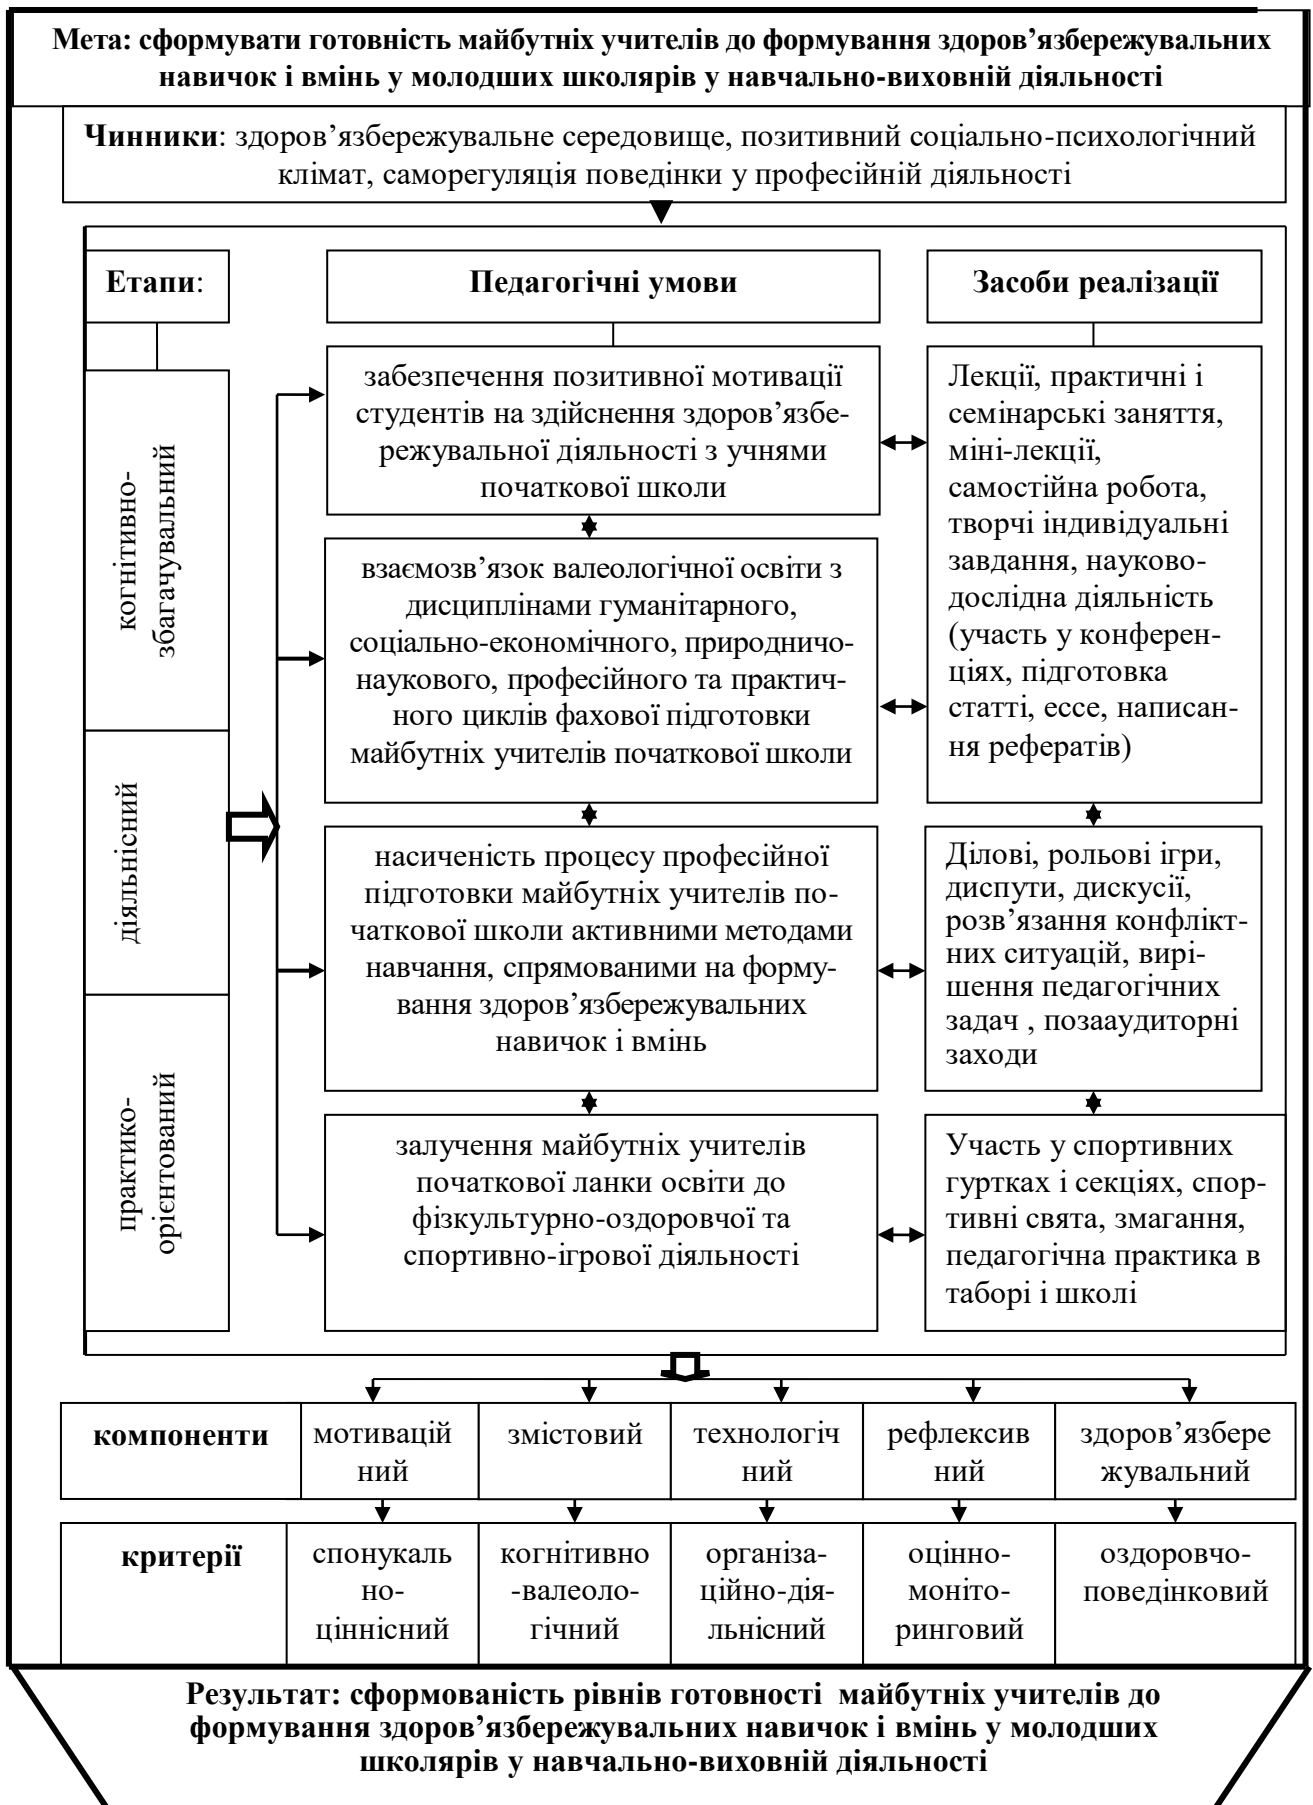 Мета: сформувати готовність майбутніх учителів до формування здоров’язбережувальних
навичок і вмінь у молодших школярів у навчально-виховній діяльності
Чинники: здоров’язбережувальне середовище, позитивний соціально-психологічний
клімат, саморегуляція поведінки у професійній діяльності
Етапи:
когнітивно-
збагачувальний
діяльнісний
практико-
орієнтований
Педагогічні умови
забезпечення позитивної мотивації
студентів на здійснення здоров’язбе-
режувальної діяльності з учнями
початкової школи
взаємозв'язок валеологічної освіти з
дисциплінами гуманітарного,
соціально-економічного, природничо-
наукового, професійного та практич-
ного циклів фахової підготовки
майбутніх учителів початкової школи
насиченість процесу професійної
підготовки майбутніх учителів по-
чаткової школи активними методами
навчання, спрямованими на форму-
вання здоров’язбережувальних
навичок і вмінь
залучення майбутніх учителів
початкової ланки освіти до
фізкультурно-оздоровчої та
спортивно-ігрової діяльності
Засоби реалізації
Лекції, практичні і
семінарські заняття,
міні-лекції,
самостійна робота,
творчі індивідуальні
завдання, науково-
дослідна діяльність
(участь у конферен-
ціях, підготовка
статті, ессе, написан-
ня рефератів)
Ділові, рольові ігри,
диспути, дискусії,
розв’язання конфлікт-
них ситуацій, вирі-
шення педагогічних
задач , позааудиторні
заходи
Участь у спортивних
гуртках і секціях, спор-
тивні свята, змагання,
педагогічна практика в
таборі і школі
компоненти
мотивацій
ний
змістовий
технологіч
ний
рефлексив
ний
здоров’язбере
жувальний
критерії
спонукаль
но-
ціннісний
когнітивно
-валеоло-
гічний
організа-
ційно-дія-
льнісний
оцінно-
моніто-
ринговий
оздоровчо-
поведінковий
Результат: сформованість рівнів готовності майбутніх учителів до
формування здоров’язбережувальних навичок і вмінь у молодших
школярів у навчально-виховній діяльності